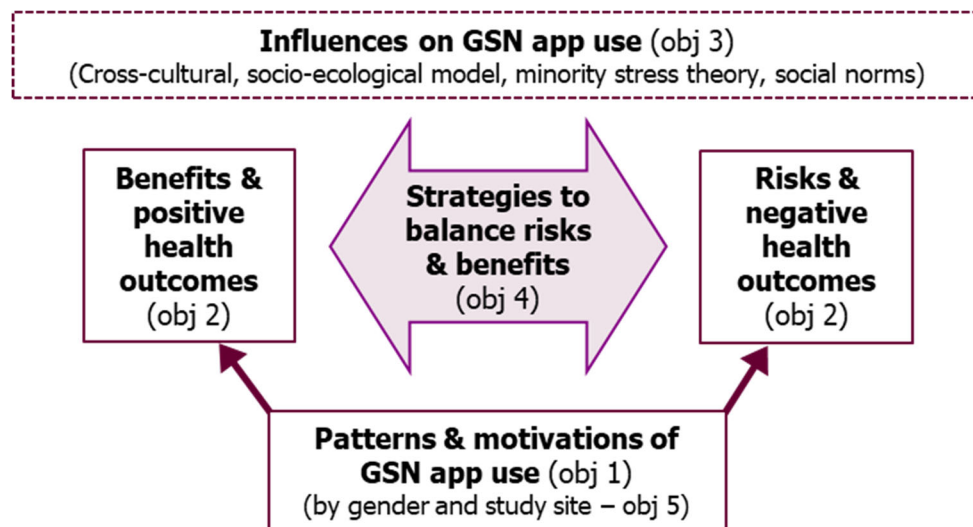 Influences on GSN app use (obj 3)
(Cross-cultural, socio-ecological model, minority stress theory, social norms)
Benefits &
positive
health
outcomes
(obj 2)
Strategies to
balance risks
& benefits
(obj 4)
Risks &
negative
health
outcomes
(obj 2)
Patterns & motivations of
GSN app use (obj 1)
(by gender and study site – obj 5)